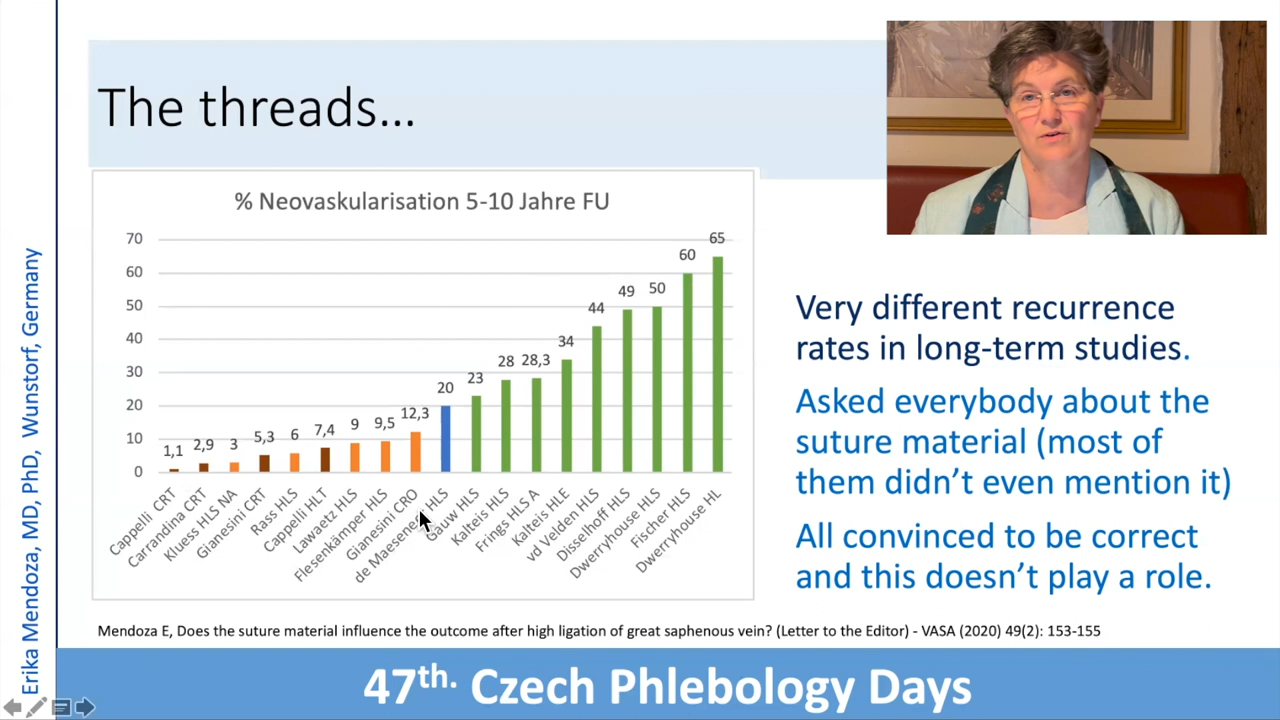 Erika Mendoza, MD, PhD, Wunstorf, Germany
The threads...
% Neovaskularisation 5-10 Jahre FU
70
60
50
40
30
20
10
0
1,1
2,9
3
5,3
6
7,4
9
9,5
12,3
20
23
28
28,3
34
44
49
50
60
65
Cappelli CRT
Carrandina CRT
Kluess HLS NA
Gianesini CRT
Rass HLS
Cappelli HLT
Lawaetz HLS
Flesenkämper HLS
Gianesini CRO
de Maeseneer HLS
Gauw HLS
Kalteis HLS
Frings HLS A
Kalteis HLE
vd Velden HLS
Disselhoff HLS
Dwerryhouse HLS
Fischer HLS
Dwerryhouse HL
Very different recurrence
rates in long-term studies.
Asked everybody about the
suture material (most of
them didn't even mention it)
All convinced to be correct
and this doesn't play a role.
Mendoza E, Does the suture material influence the outcome after high ligation of great saphenous vein? (Letter to the Editor) - VASA (2020) 49(2): 153-155
47th. Czech Phlebology Days